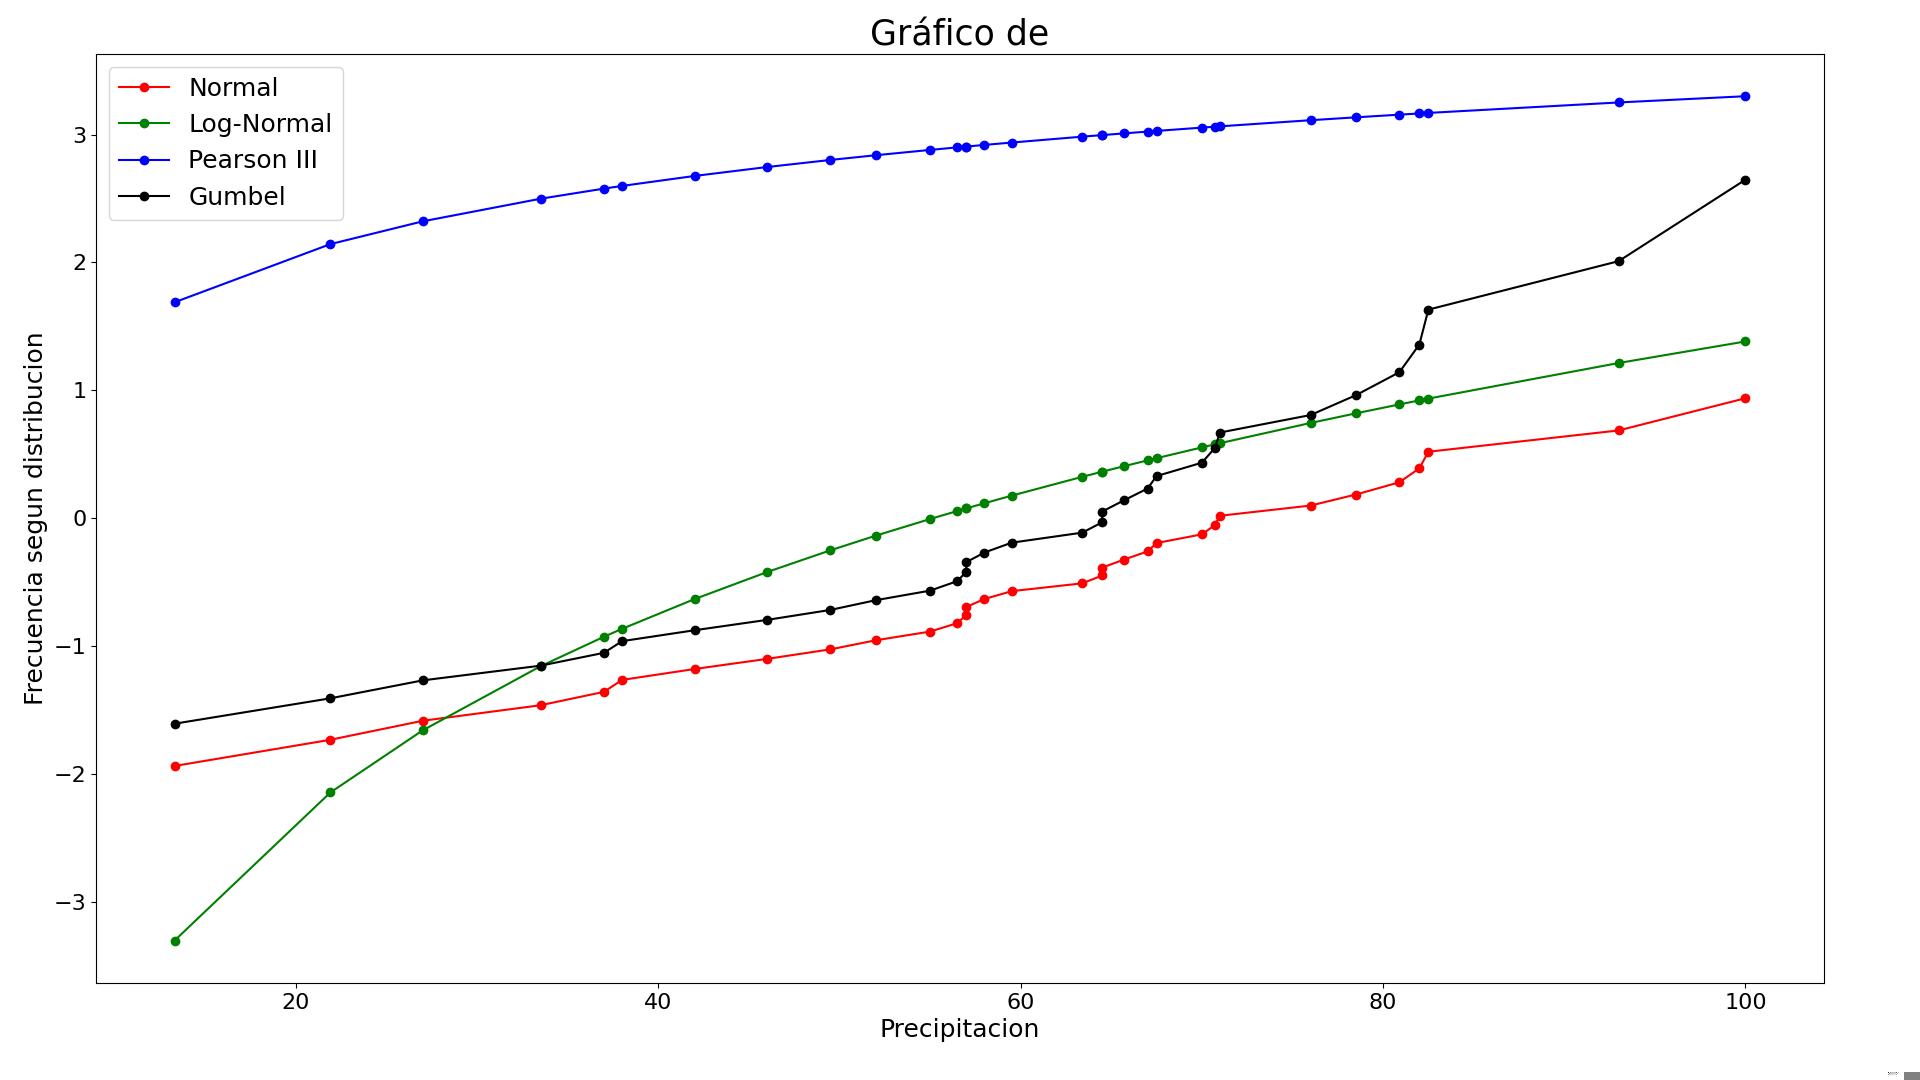 Gráfico de
Normal
Log-Normal
Pearson III
Gumbel
Frecuencia segun distribucion
3
2
1
0
−1
−2
−3
20 40 60 80 100
Precipitacion